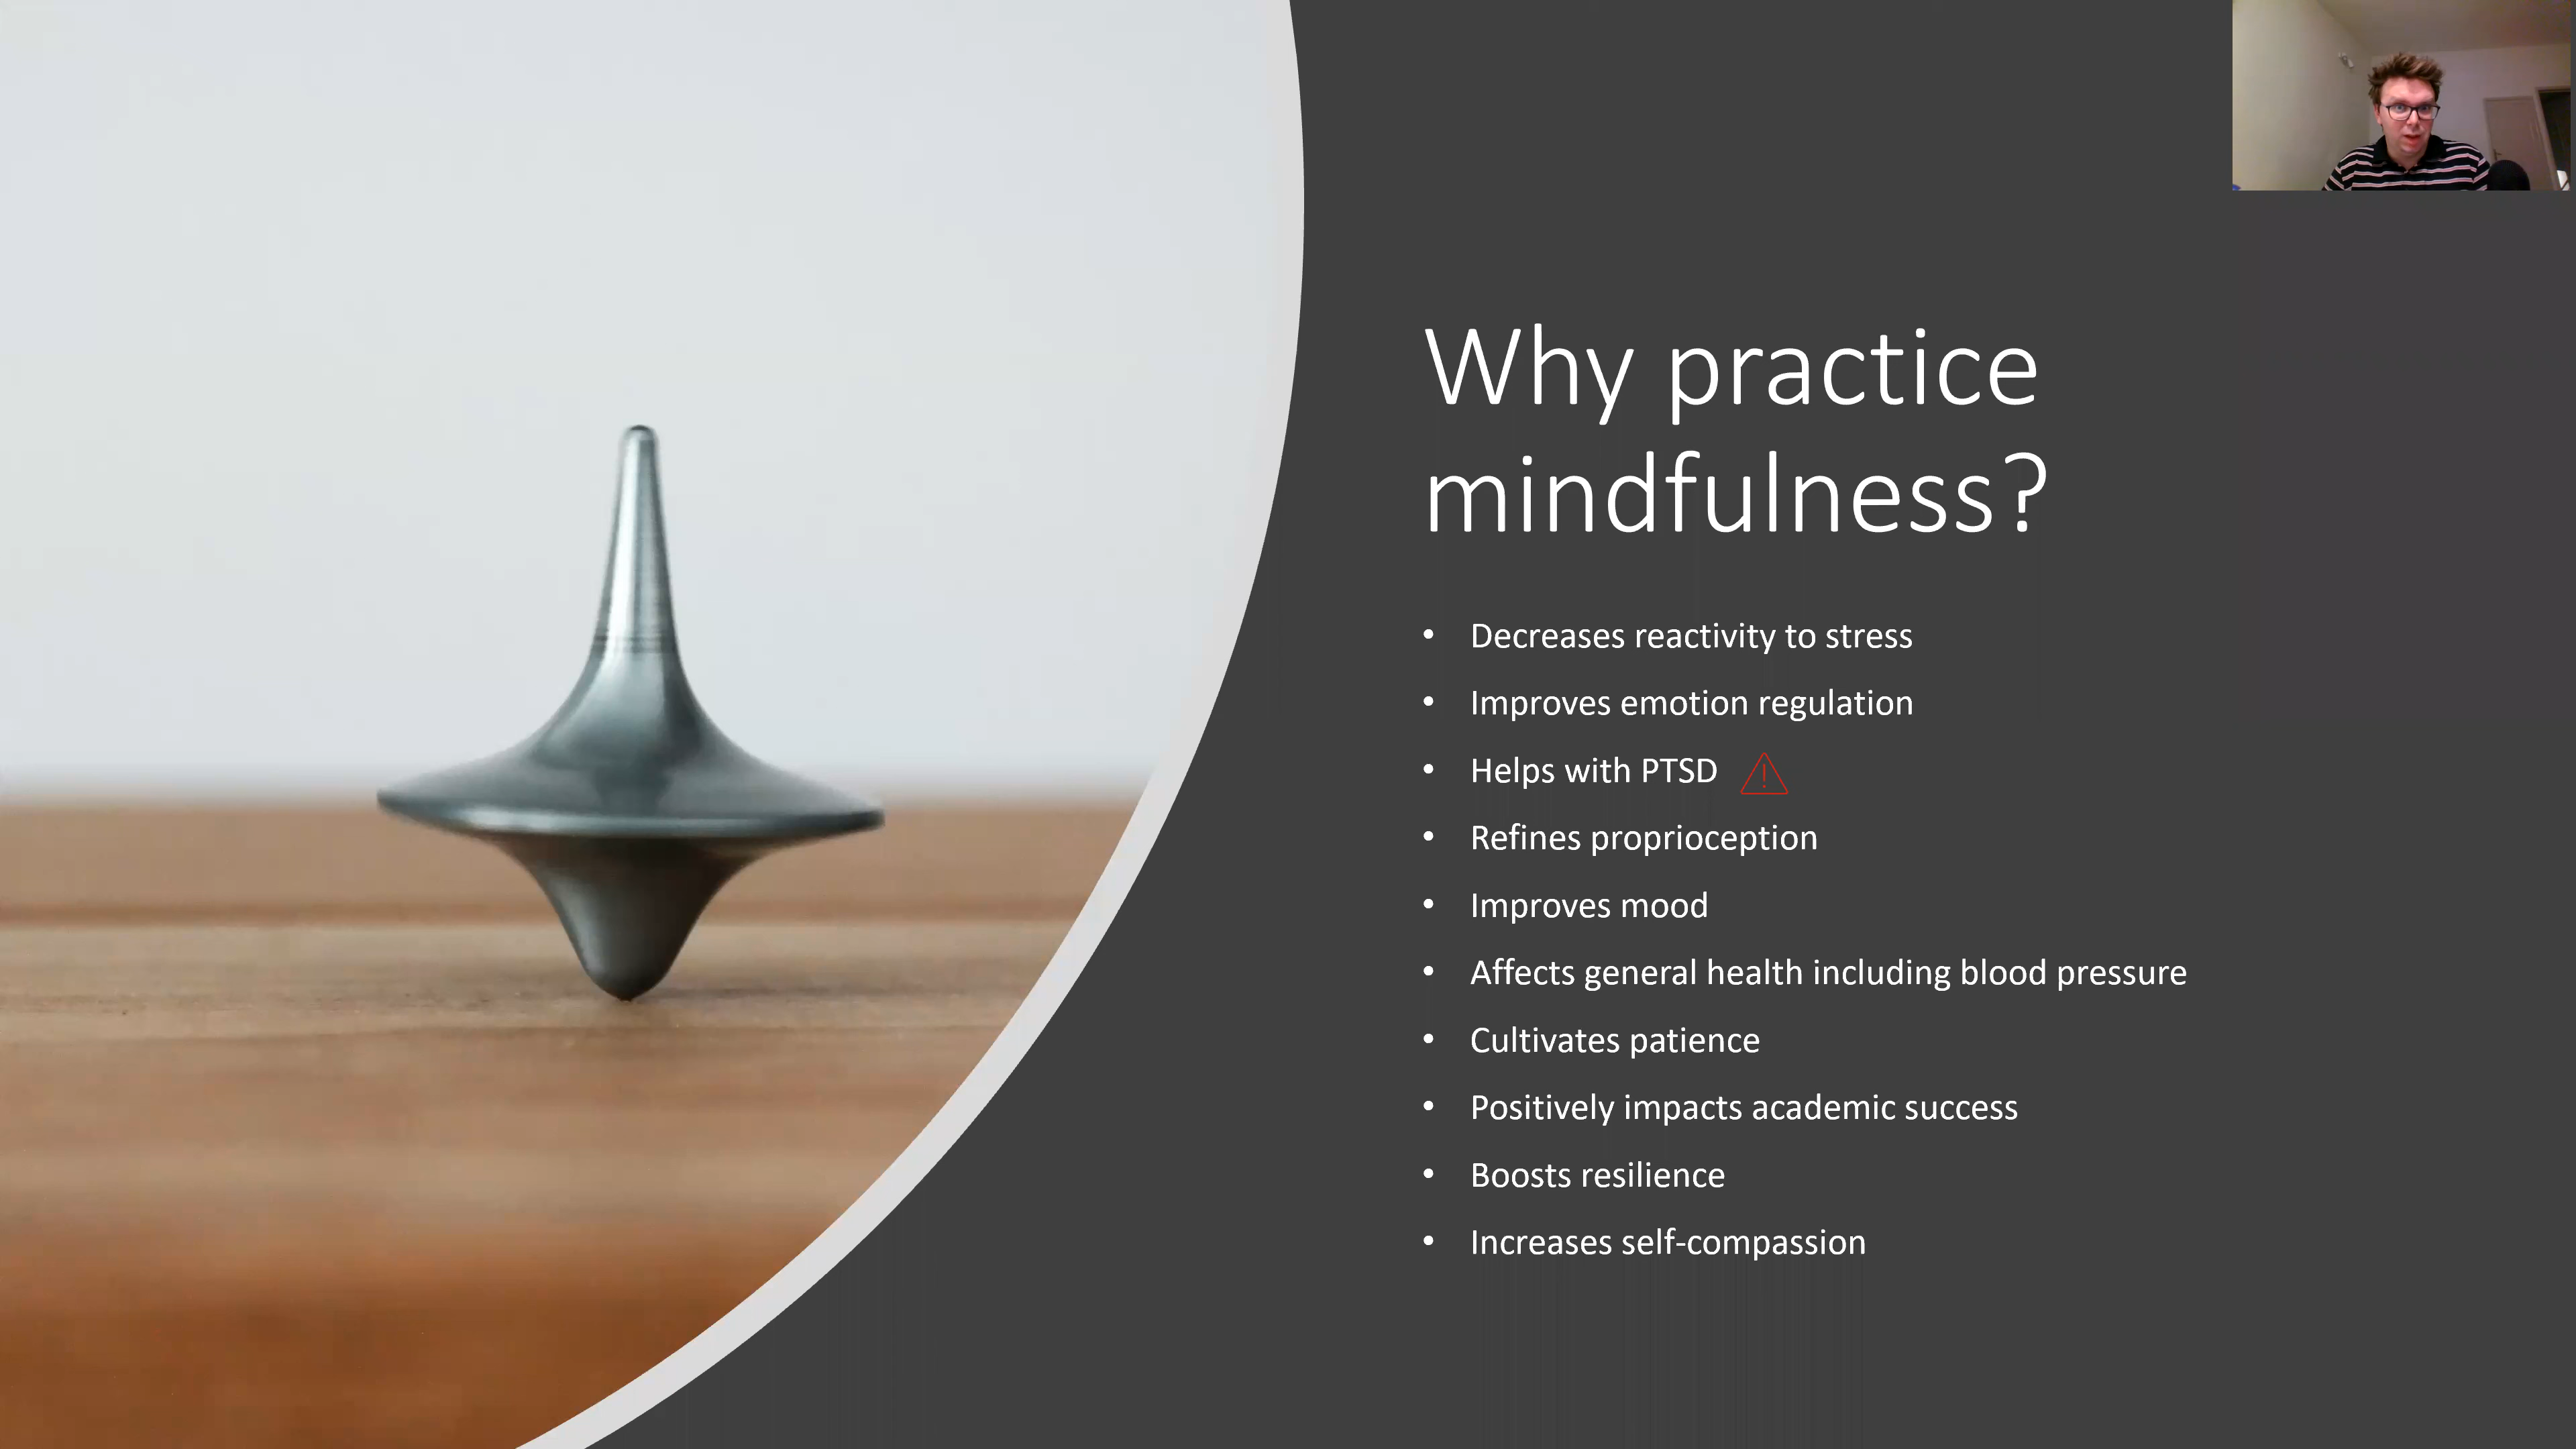 Why practice
mindfulness?
• Decreases reactivity to stress
• Improves emotion regulation
• Helps with PTSD
• Refines proprioception
• Improves mood
• Affects general health including blood pressure
• Cultivates patience
• Positively impacts academic success
• Boosts resilience
• Increases self-compassion